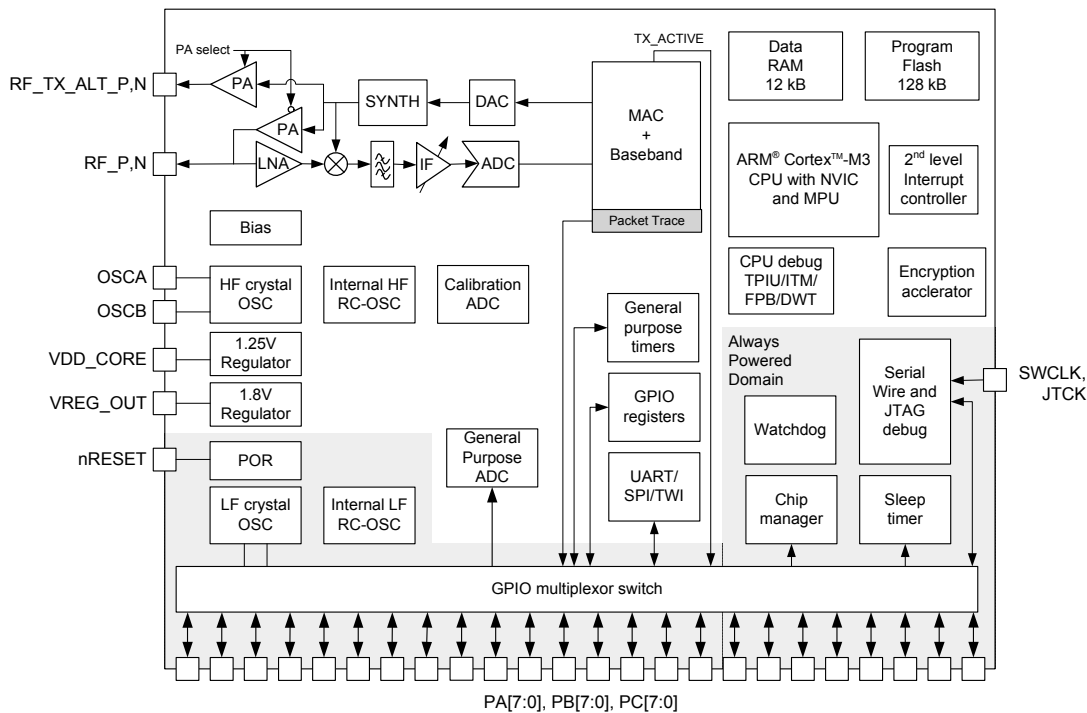 PA select
TX_ACTIVE
RF_TX_ALT_P,N
PA
SYNTH
DAC
MAC
+
Baseband
Data
RAM
12 kB
Program
Flash
128 kB
PA
RF_P,N
LNA
IF
ADC
Packet Trace
ARM® Cortex™-M3
CPU with NVIC
and MPU
2nd level
Interrupt
controller
Bias
OSCA
OSCB
HF crystal
OSC
Internal HF
RC-OSC
Calibration
ADC
CPU debug
TPIU/ITM/
FPB/DWT
Encryption
acclerator
VDD_CORE
1.25V
Regulator
General
purpose
timers
Always
Powered
Domain
Serial
Wire and
JTAG
debug
SWCLK,
JTCK
VREG_OUT
1.8V
Regulator
GPIO
registers
Watchdog
nRESET
POR
General
Purpose
ADC
UART/
SPI/TWI
LF crystal
OSC
Internal LF
RC-OSC
Chip
manager
Sleep
timer
GPIO multiplexor switch
PA[7:0], PB[7:0], PC[7:0]